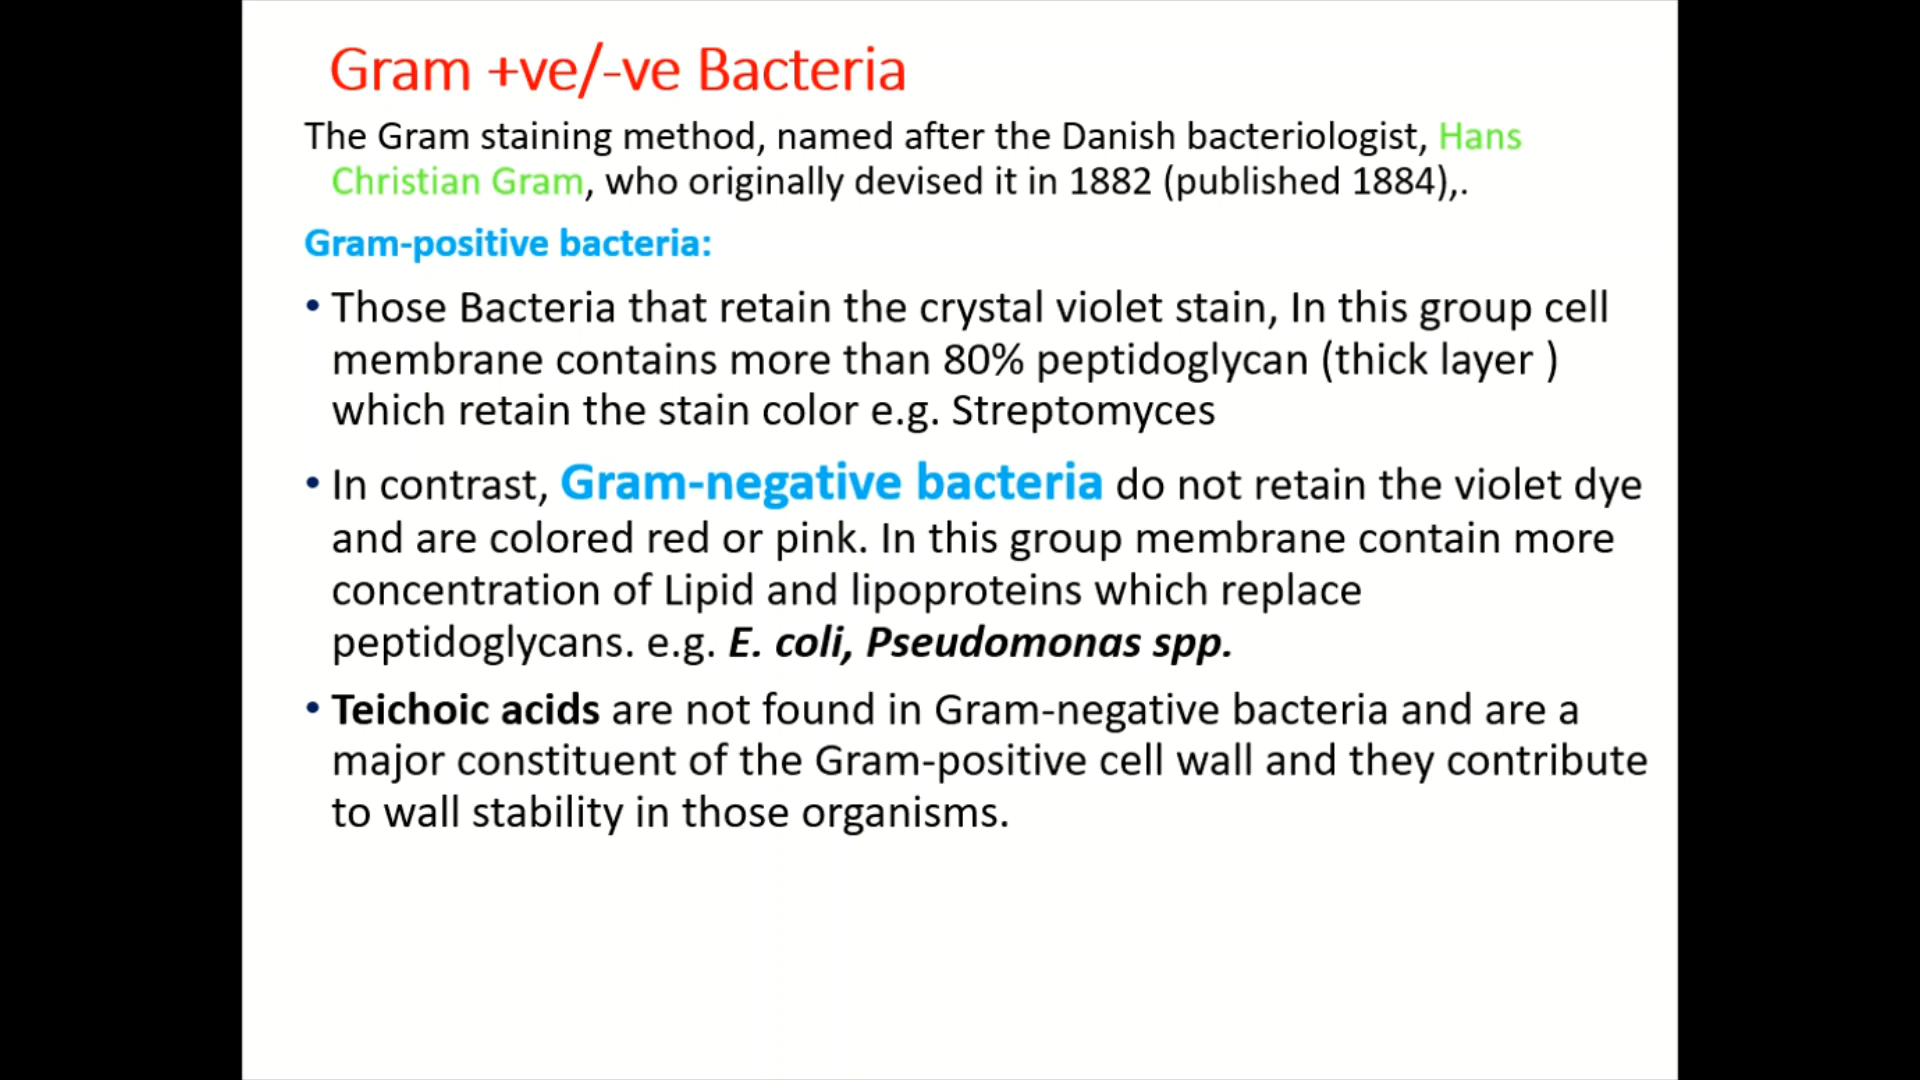 Gram +ve/-ve Bacteria
The Gram staining method, named after the Danish bacteriologist, Hans
Christian Gram, who originally devised it in 1882 (published 1884),.
Gram-positive bacteria:
• Those Bacteria that retain the crystal violet stain, In this group cell
membrane contains more than 80% peptidoglycan (thick layer )
which retain the stain color e.g. Streptomyces
• In contrast, Gram-negative bacteria do not retain the violet dye
and are colored red or pink. In this group membrane contain more
concentration of Lipid and lipoproteins which replace
peptidoglycans. e.g. E. coli, Pseudomonas spp.
• Teichoic acids are not found in Gram-negative bacteria and are a
major constituent of the Gram-positive cell wall and they contribute
to wall stability in those organisms.